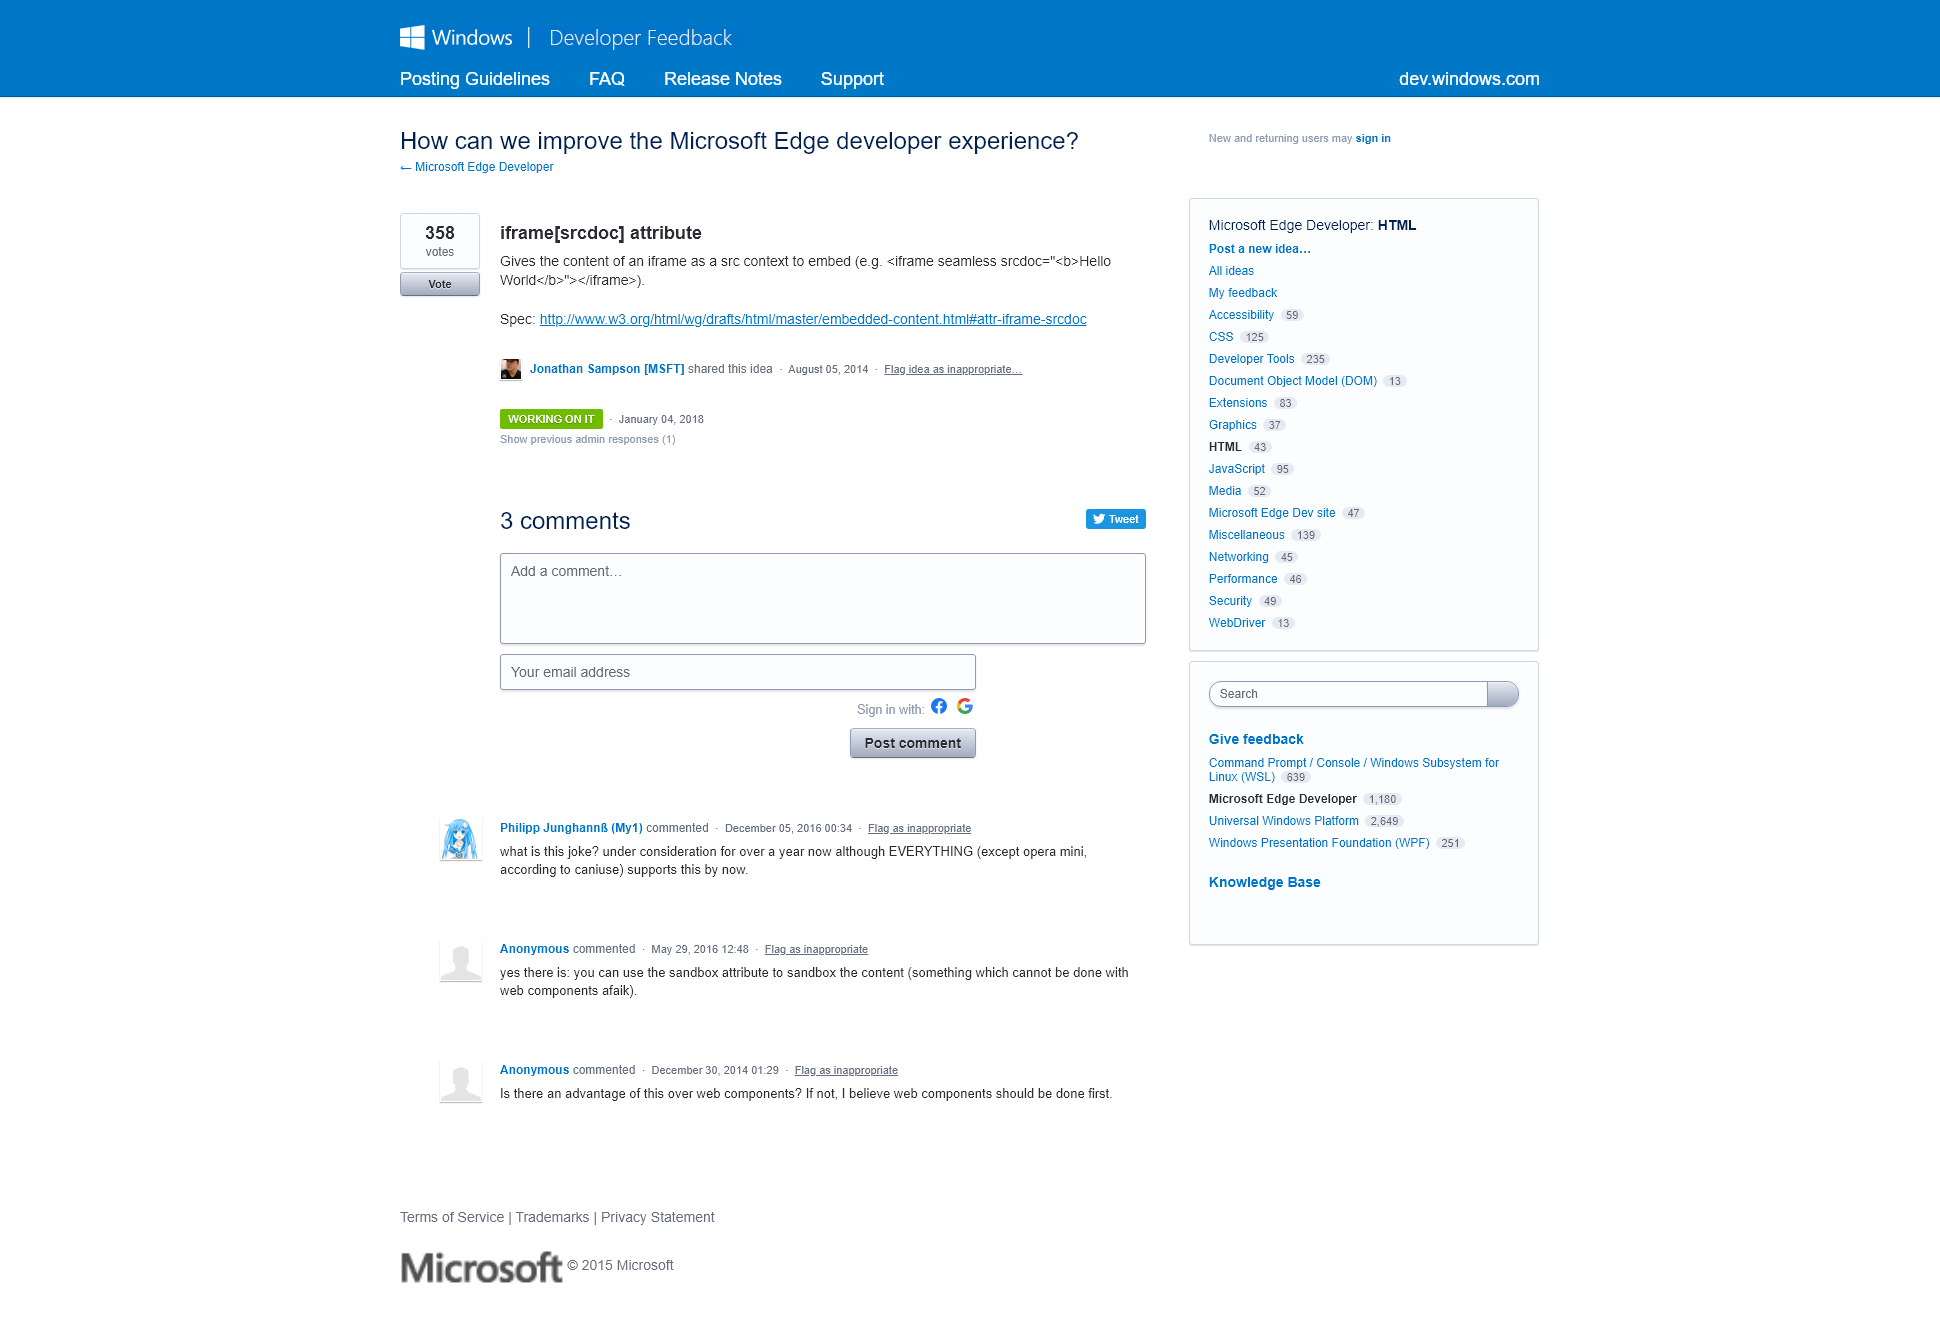 Windows | Developer Feedback
Posting Guidelines FAQ Release Notes Support dev.windows.com
How can we improve the Microsoft Edge developer experience?
← Microsoft Edge Developer
New and returning users may sign in
358
votes
Vote
iframe[srcdoc] attribute
Gives the content of an iframe as a src context to embed (e.g. <iframe seamless srcdoc="<b>Hello
World</b>"></iframe>).
Spec: http://www.w3.org/html/wg/drafts/html/master/embedded-content.html#attr-iframe-srcdoc
Jonathan Sampson [MSFT] shared this idea · August 05, 2014 · Flag idea as inappropriate…
WORKING ON IT · January 04, 2018
Show previous admin responses (1)
3 comments
Tweet
Add a comment…
Your email address
Sign in with:
Post comment
Philipp Junghannß (My1) commented · December 05, 2016 00:34 · Flag as inappropriate
what is this joke? under consideration for over a year now although EVERYTHING (except opera mini,
according to caniuse) supports this by now.
Anonymous commented · May 29, 2016 12:48 · Flag as inappropriate
yes there is: you can use the sandbox attribute to sandbox the content (something which cannot be done with
web components afaik).
Anonymous commented · December 30, 2014 01:29 · Flag as inappropriate
Is there an advantage of this over web components? If not, I believe web components should be done first.
Microsoft Edge Developer: HTML
Post a new idea…
All ideas
My feedback
Accessibility 59
CSS 125
Developer Tools 235
Document Object Model (DOM) 13
Extensions 83
Graphics 37
HTML 43
JavaScript 95
Media 52
Microsoft Edge Dev site 47
Miscellaneous 139
Networking 45
Performance 46
Security 49
WebDriver 13
Search
Give feedback
Command Prompt / Console / Windows Subsystem for
Linux (WSL) 639
Microsoft Edge Developer 1,180
Universal Windows Platform 2,649
Windows Presentation Foundation (WPF) 251
Knowledge Base
Terms of Service | Trademarks | Privacy Statement
Microsoft © 2015 Microsoft